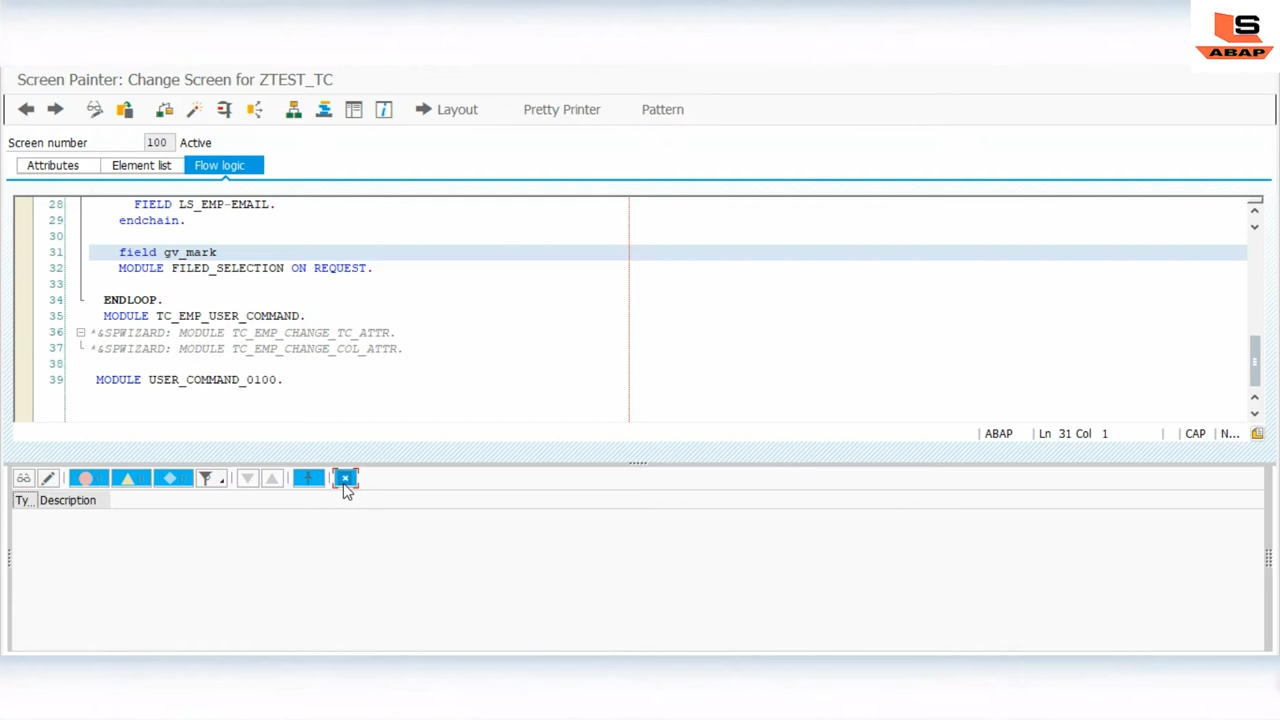 S
ABAP
Screen Painter: Change Screen for ZTEST_TC
Layout Pretty Printer Pattern
Screen number 100 Active
Attributes Element list Flow logic
28 FIELD LS_EMP-EMAIL.
29 endchain.
30
31 field gv_mark
32 MODULE FILED_SELECTION ON REQUEST.
33
34 ENDLOOP.
35 MODULE TC_EMP_USER_COMMAND.
36 *&SPWIZARD: MODULE TC_EMP_CHANGE_TC_ATTR.
37 *&SPWIZARD: MODULE TC_EMP_CHANGE_COL_ATTR.
38
39 MODULE USER_COMMAND_0100.
ABAP Ln 31 Col 1 CAP N...
Ty... Description